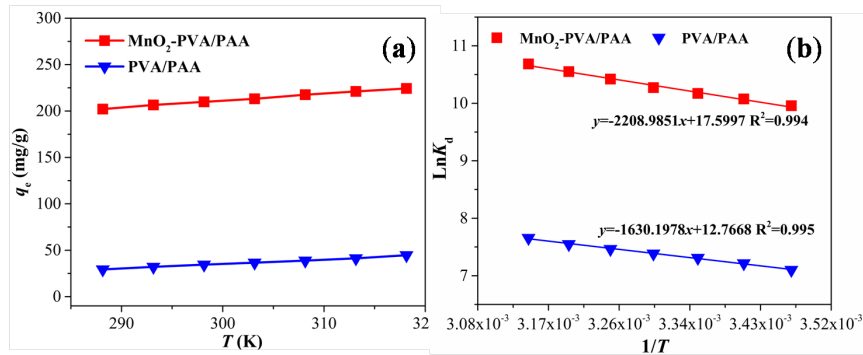 300
250
200
150
100
50
0
qe (mg/g)
MnO2-PVA/PAA
PVA/PAA
(a)
290
300
310
32
T (K)
11
10
9
8
7
LnKd
MnO2-PVA/PAA PVA/PAA
(b)
y=-2208.9851x+17.5997 R²=0.994
y=-1630.1978x+12.7668 R²=0.995
3.08x10⁻³ 3.17x10⁻³ 3.26x10⁻³ 3.34x10⁻³ 3.43x10⁻³ 3.52x10⁻³
1/T